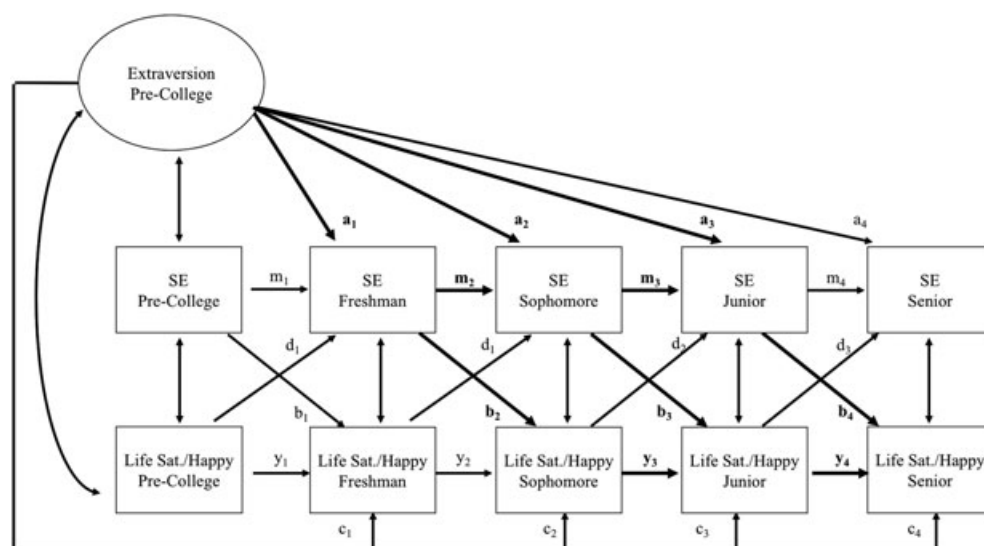 Extraversion
Pre-College
a1
a2
a3
a4
SE
Pre-College
m1
SE
Freshman
m2
SE
Sophomore
m3
SE
Junior
m4
SE
Senior
d1
d1
d2
d3
b1
b2
b3
b4
Life Sat./Happy
Pre-College
y1
Life Sat./Happy
Freshman
y2
Life Sat./Happy
Sophomore
y3
Life Sat./Happy
Junior
y4
Life Sat./Happy
Senior
c1
c2
c3
c4